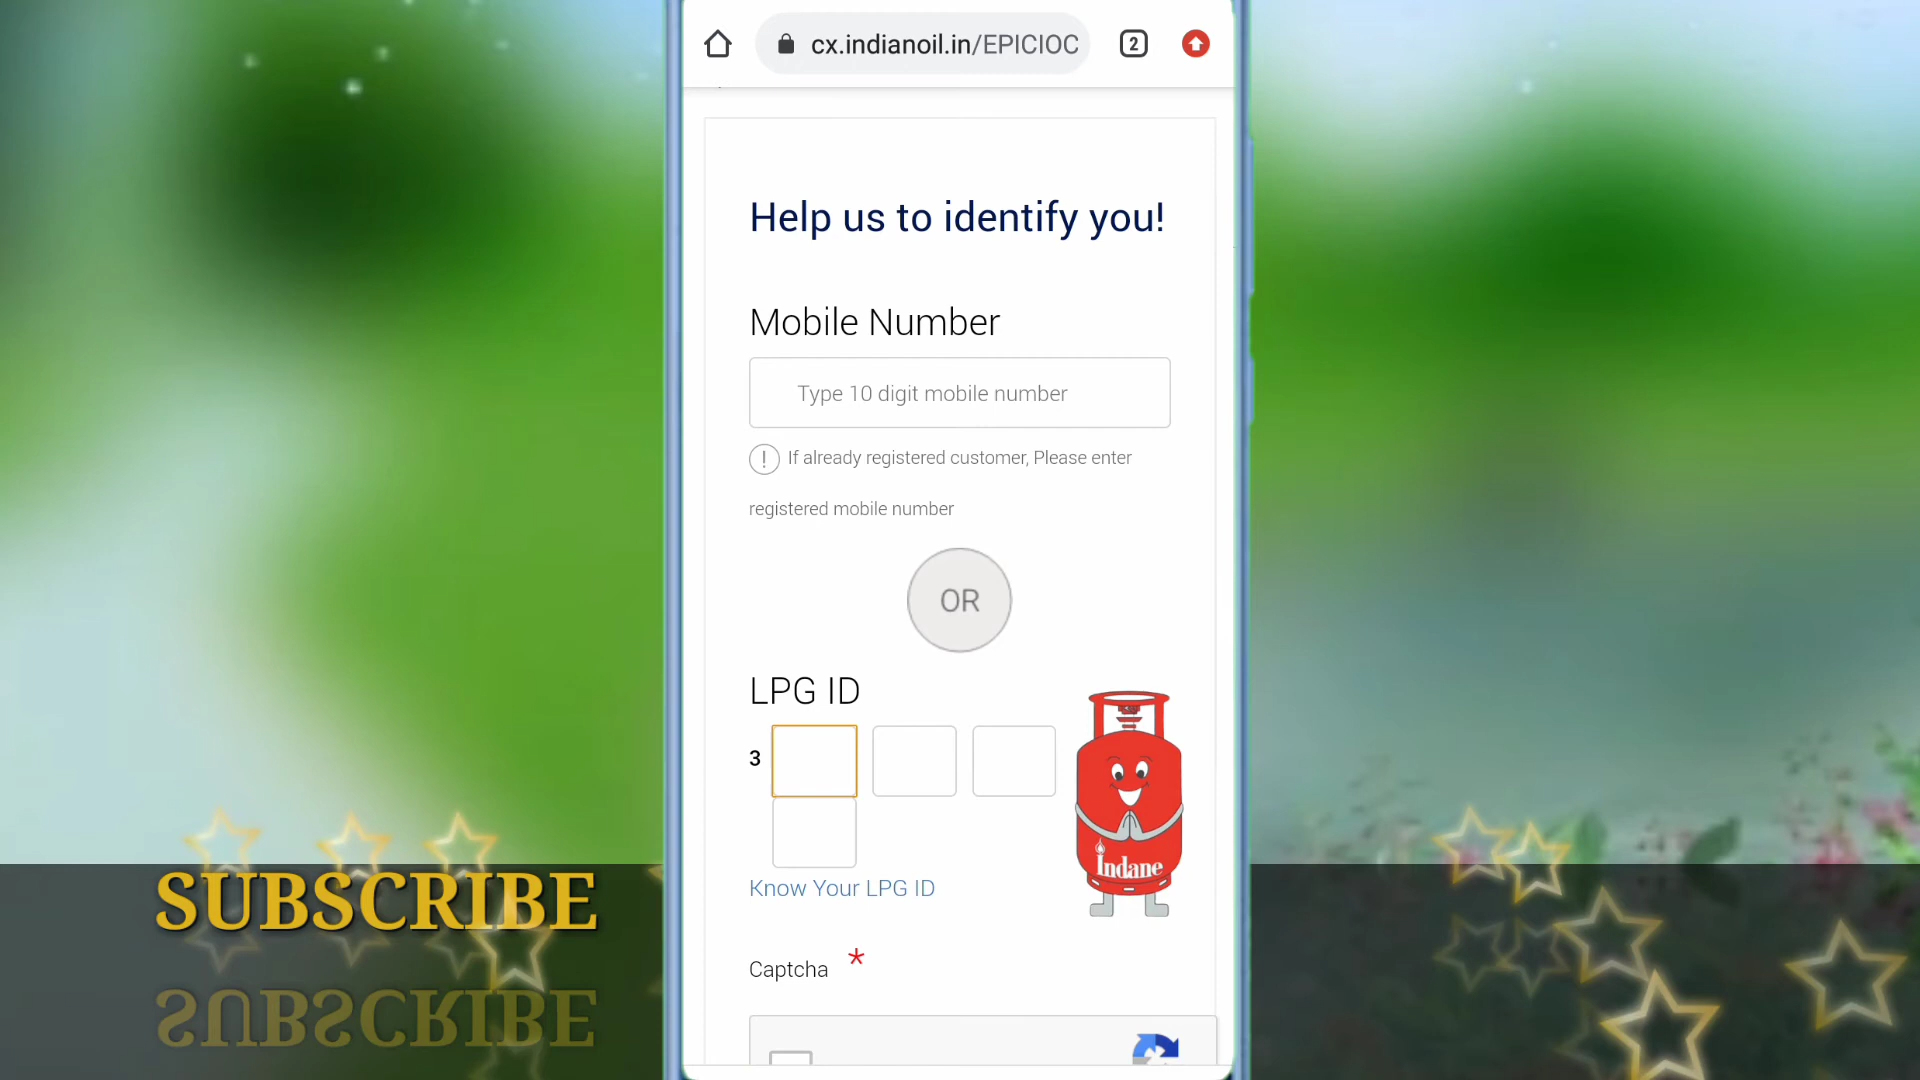 cx.indianoil.in/EPICIOC
2
Help us to identify you!
Mobile Number
Type 10 digit mobile number
! If already registered customer, Please enter
registered mobile number
OR
LPG ID
3
Indane
Know Your LPG ID
Captcha *
SUBSCRIBE